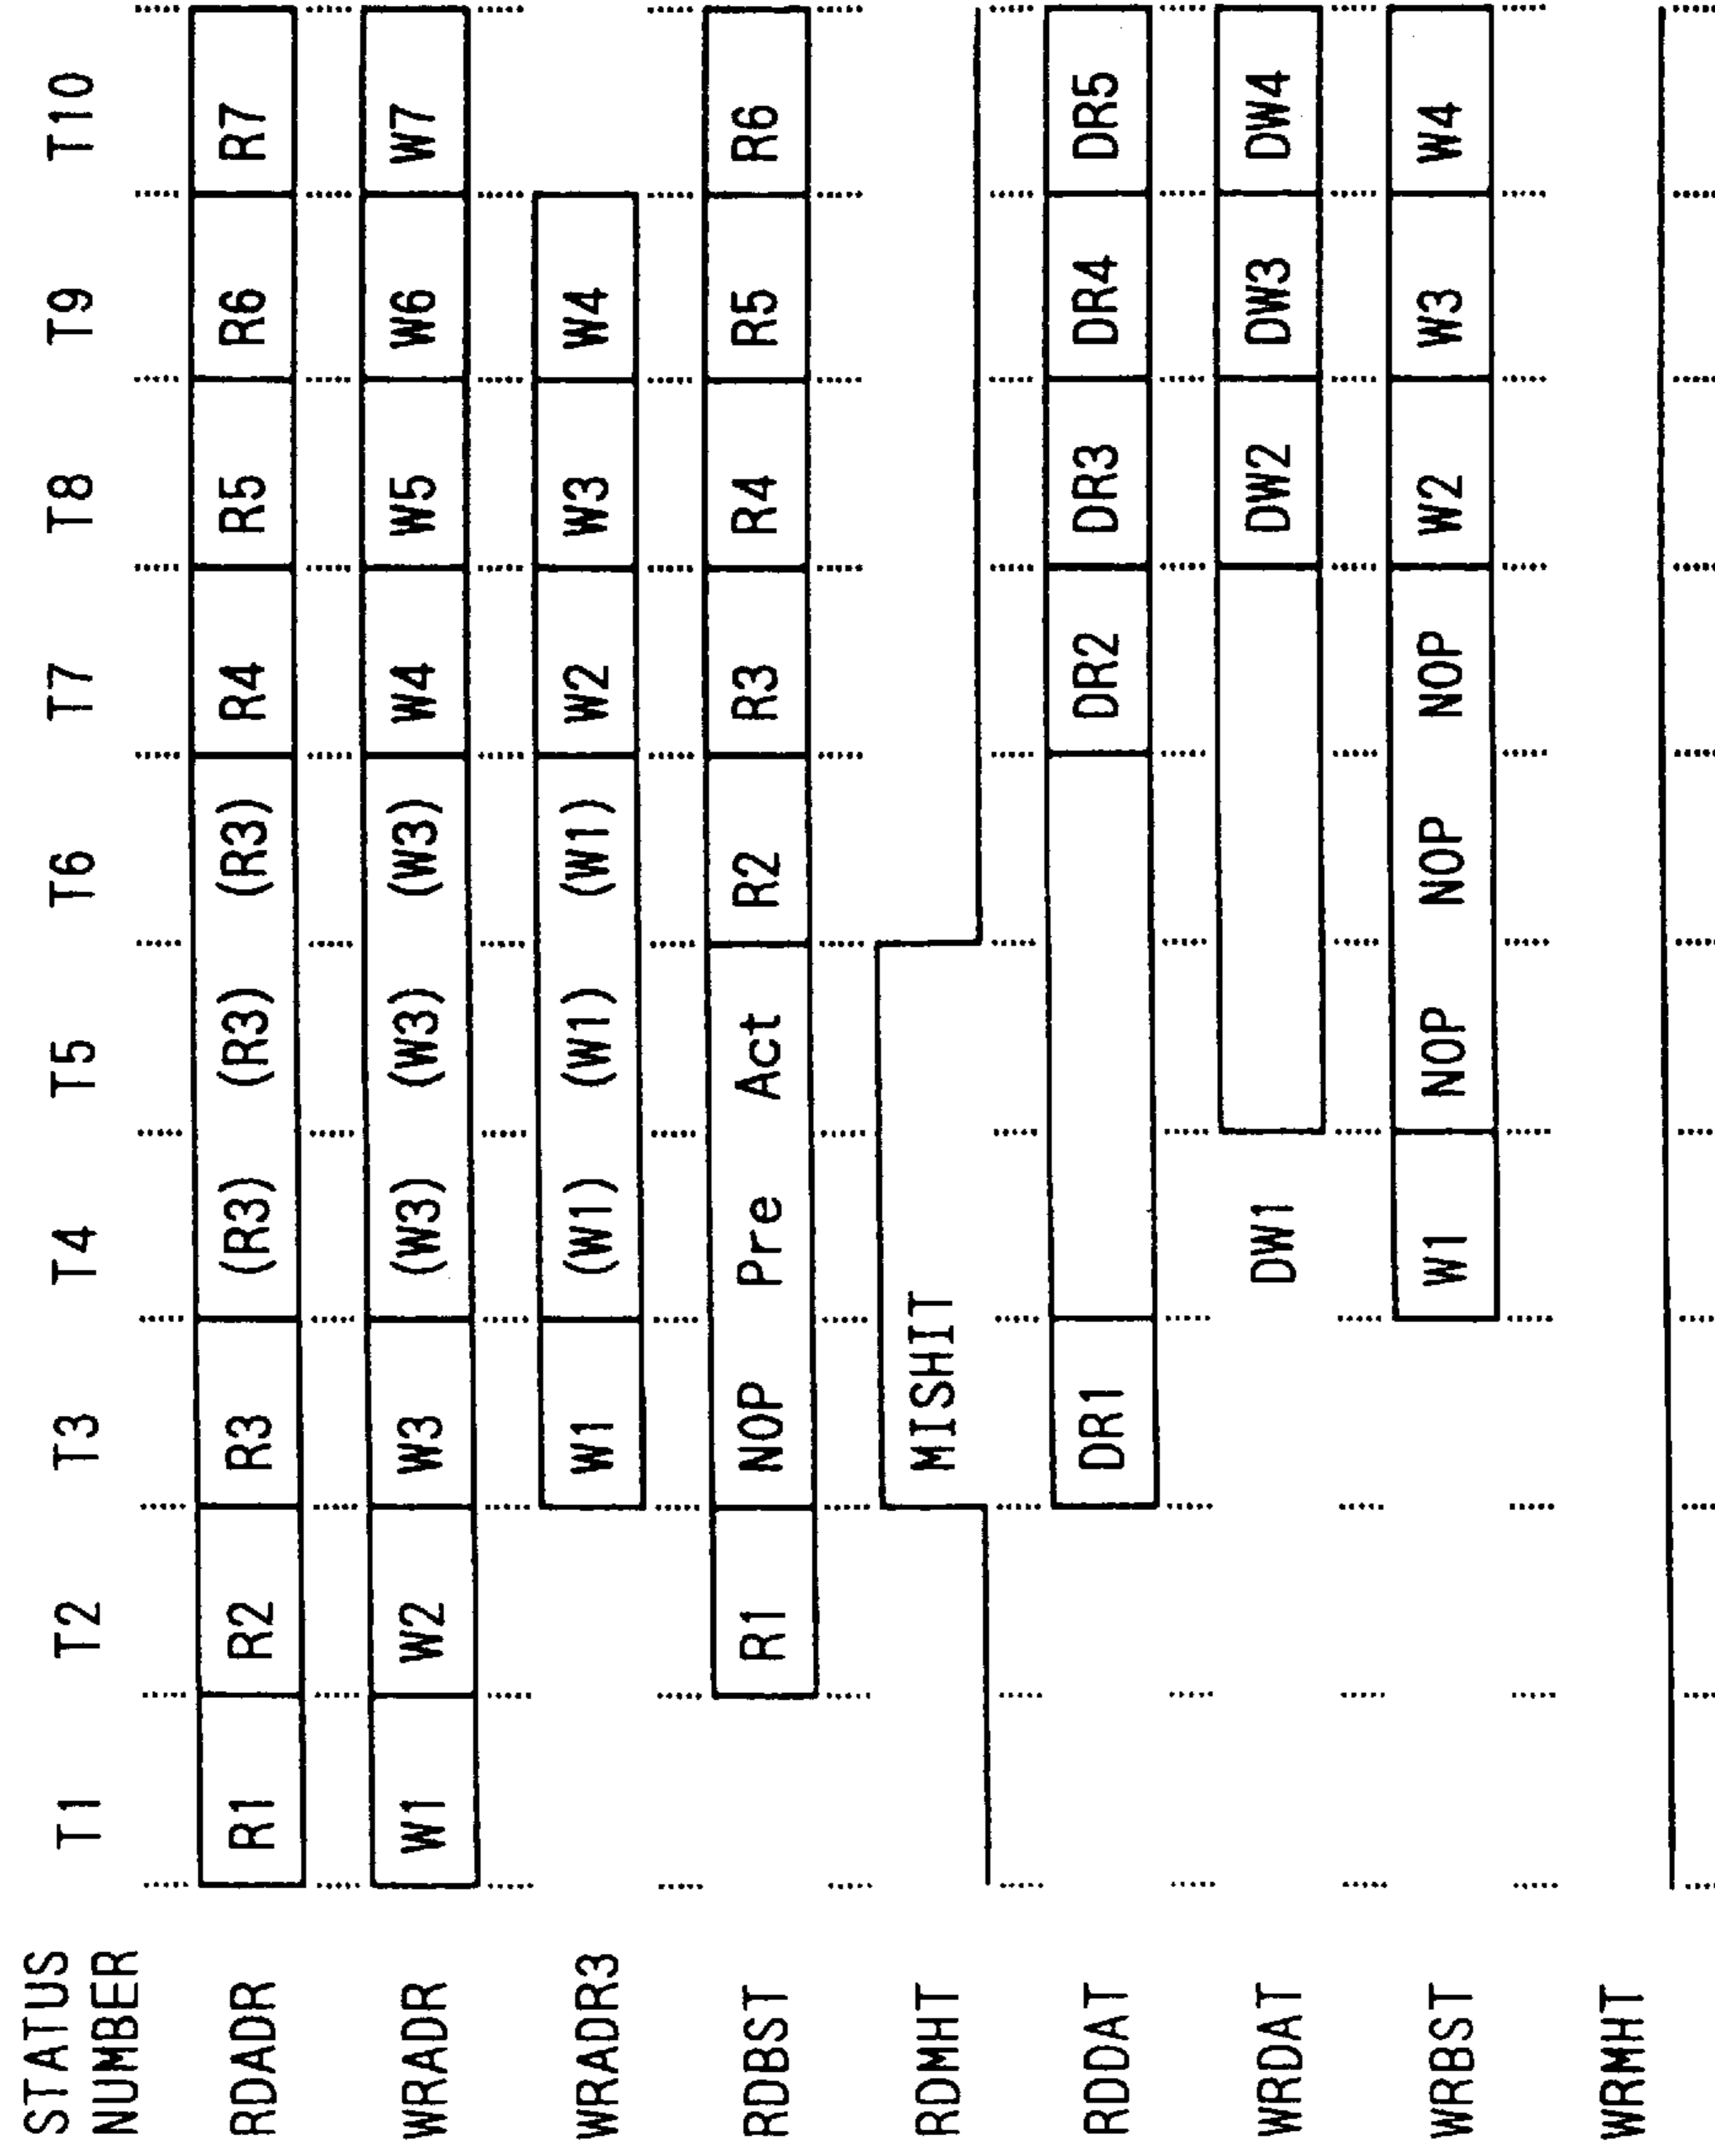 STATUS NUMBER T1 T2 T3 T4 T5 T6 T7 T8 T9 T10
RDADR R1 R2 R3 (R3) (R3) (R3) R4 R5 R6 R7
WRADR W1 W2 W3 (W3) (W3) (W3) W4 W5 W6 W7
WRADR3 W1 (W1) (W1) (W1) W2 W3 W4
RDBST R1 NOP Pre Act R2 R3 R4 R5 R6
RDMHT MISHIT
RDDAT DR1 DR2 DR3 DR4 DR5
WRDAT DW1 DW2 DW3 DW4
WRBST W1 NOP NOP NOP W2 W3 W4
WRMHT